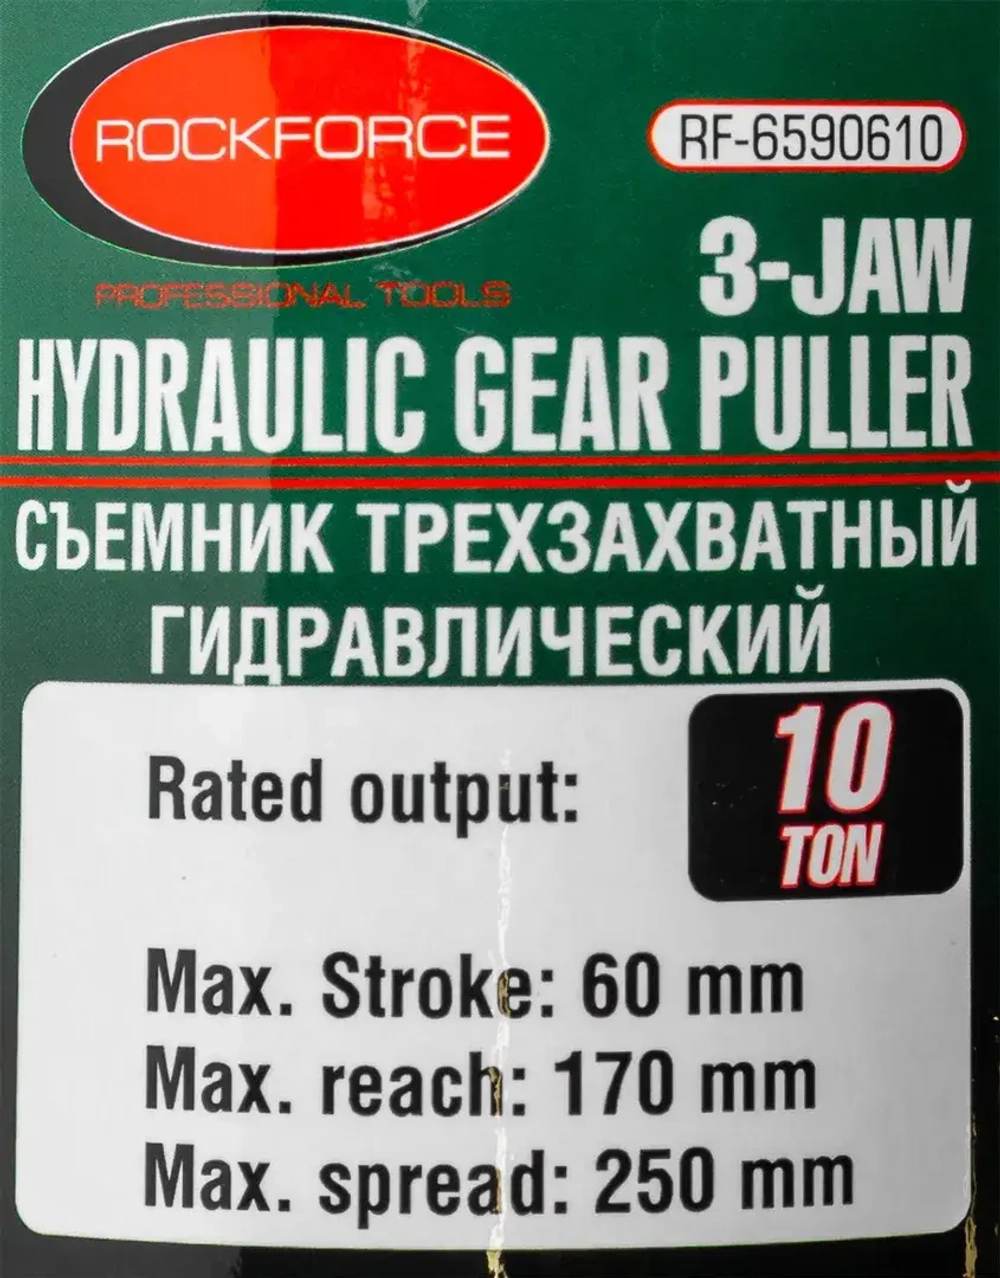 ROCKFORCE
RF-6590610
PROFESSIONAL TOOLS
3-JAW
HYDRAULIC GEAR PULLER
СЪЕМНИК ТРЕХЗАХВАТНЫЙ
ГИДРАВЛИЧЕСКИЙ
Rated output:
10
TON
Max. Stroke: 60 mm
Max. reach: 170 mm
Max. spread: 250 mm